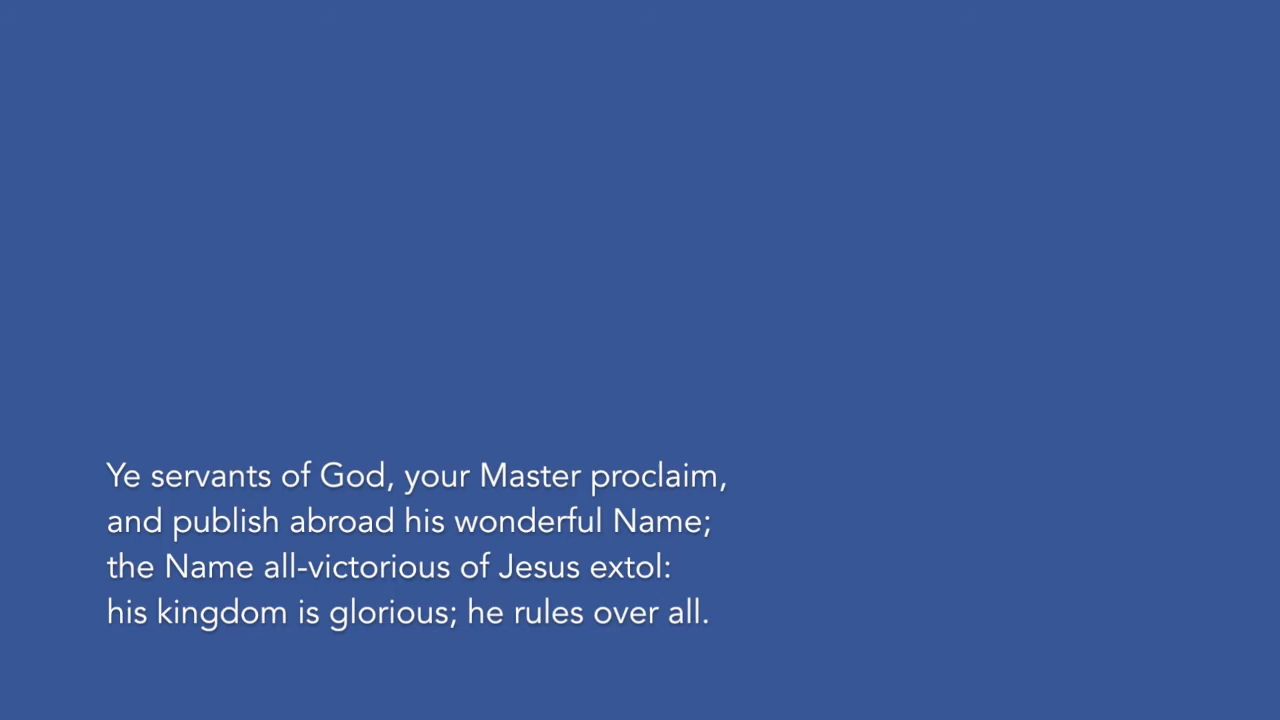 Ye servants of God, your Master proclaim,
and publish abroad his wonderful Name;
the Name all-victorious of Jesus extol:
his kingdom is glorious; he rules over all.